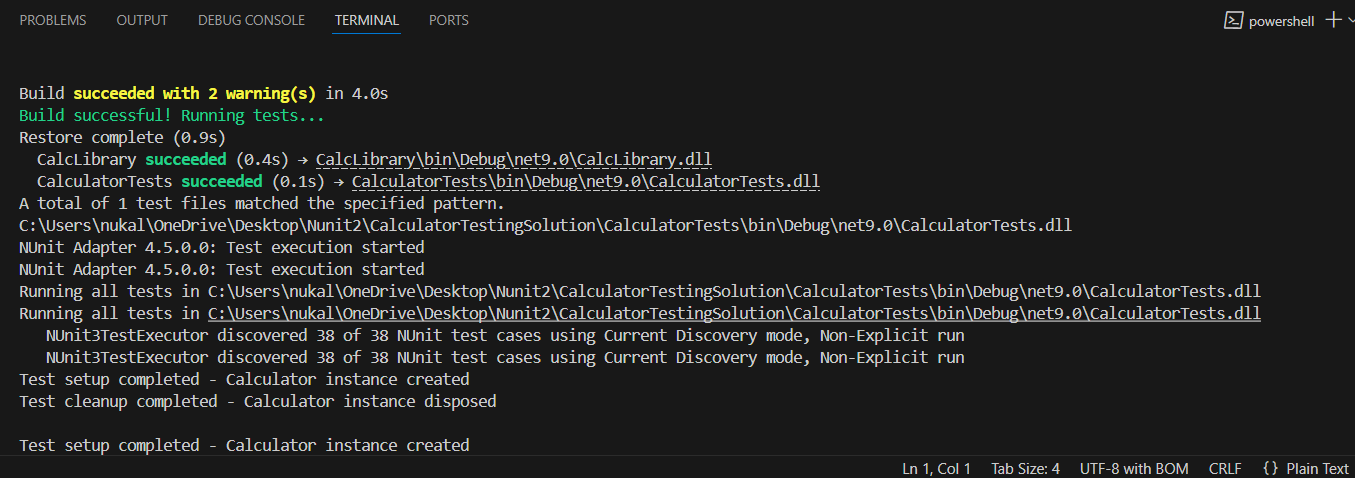 PROBLEMS OUTPUT DEBUG CONSOLE TERMINAL PORTS powershell
Build succeeded with 2 warning(s) in 4.0s
Build successful! Running tests...
Restore complete (0.9s)
CalcLibrary succeeded (0.4s) → CalcLibrary\bin\Debug\net9.0\CalcLibrary.dll
CalculatorTests succeeded (0.1s) → CalculatorTests\bin\Debug\net9.0\CalculatorTests.dll
A total of 1 test files matched the specified pattern.
C:\Users\nukal\OneDrive\Desktop\Nunit2\CalculatorTestingSolution\CalculatorTests\bin\Debug\net9.0\CalculatorTests.dll
NUnit Adapter 4.5.0.0: Test execution started
NUnit Adapter 4.5.0.0: Test execution started
Running all tests in C:\Users\nukal\OneDrive\Desktop\Nunit2\CalculatorTestingSolution\CalculatorTests\bin\Debug\net9.0\CalculatorTests.dll
Running all tests in C:\Users\nukal\OneDrive\Desktop\Nunit2\CalculatorTestingSolution\CalculatorTests\bin\Debug\net9.0\CalculatorTests.dll
NUnit3TestExecutor discovered 38 of 38 NUnit test cases using Current Discovery mode, Non-Explicit run
NUnit3TestExecutor discovered 38 of 38 NUnit test cases using Current Discovery mode, Non-Explicit run
Test setup completed - Calculator instance created
Test cleanup completed - Calculator instance disposed
Test setup completed - Calculator instance created
Ln 1, Col 1 Tab Size: 4 UTF-8 with BOM CRLF {} Plain Text